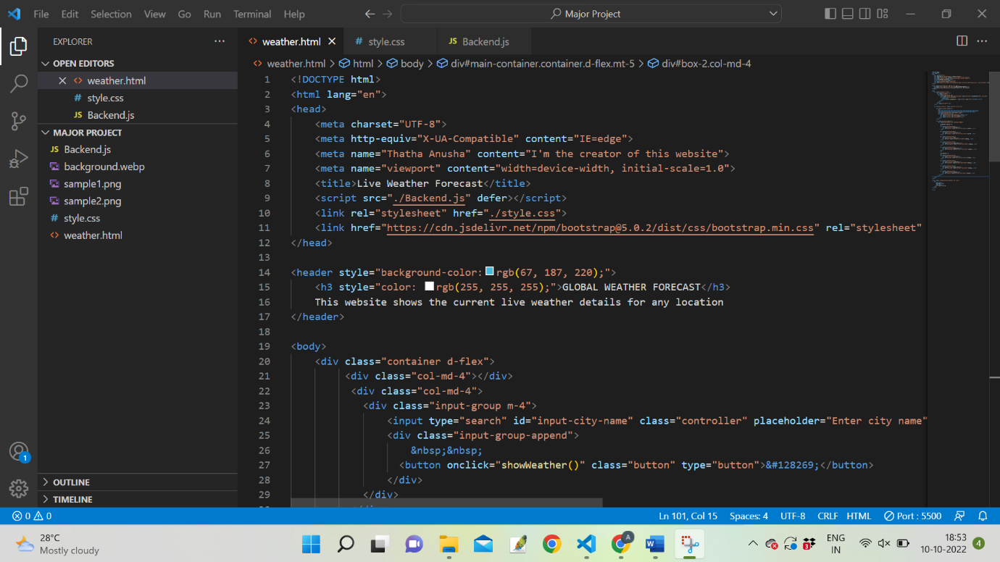 File Edit Selection View Go Run Terminal Help Major Project
EXPLORER
OPEN EDITORS
weather.html
# style.css
JS Backend.js
MAJOR PROJECT
JS Backend.js
background.webp
sample1.png
sample2.png
# style.css
<> weather.html
OUTLINE
TIMELINE
<> weather.html # style.css JS Backend.js
<> weather.html > html > body > div#main-container.container.d-flex.mt-5 > div#box-2.col-md-4
1 <!DOCTYPE html>
2 <html lang="en">
3 <head>
4 <meta charset="UTF-8">
5 <meta http-equiv="X-UA-Compatible" content="IE=edge">
6 <meta name="Thatha Anusha" content="I'm the creator of this website">
7 <meta name="viewport" content="width=device-width, initial-scale=1.0">
8 <title>Live Weather Forecast</title>
9 <script src="./Backend.js" defer></script>
10 <link rel="stylesheet" href="./style.css">
11 <link href="https://cdn.jsdelivr.net/npm/bootstrap@5.0.2/dist/css/bootstrap.min.css" rel="stylesheet"
12 </head>
13
14 <header style="background-color: rgb(67, 187, 220);">
15 <h3 style="color: rgb(255, 255, 255);">GLOBAL WEATHER FORECAST</h3>
16 This website shows the current live weather details for any location
17 </header>
18
19 <body>
20 <div class="container d-flex">
21 <div class="col-md-4"></div>
22 <div class="col-md-4">
23 <div class="input-group m-4">
24 <input type="search" id="input-city-name" class="controller" placeholder="Enter city name"
25 <div class="input-group-append">
26 &nbsp;&nbsp;
27 <button onclick="showWeather()" class="button" type="button">&#128269;</button>
28 </div>
29 </div>
1
0 0 Ln 101, Col 15 Spaces: 4 UTF-8 CRLF HTML Port : 5500
28°C
Mostly cloudy
A
3
ENG
IN
18:53
10-10-2022
4